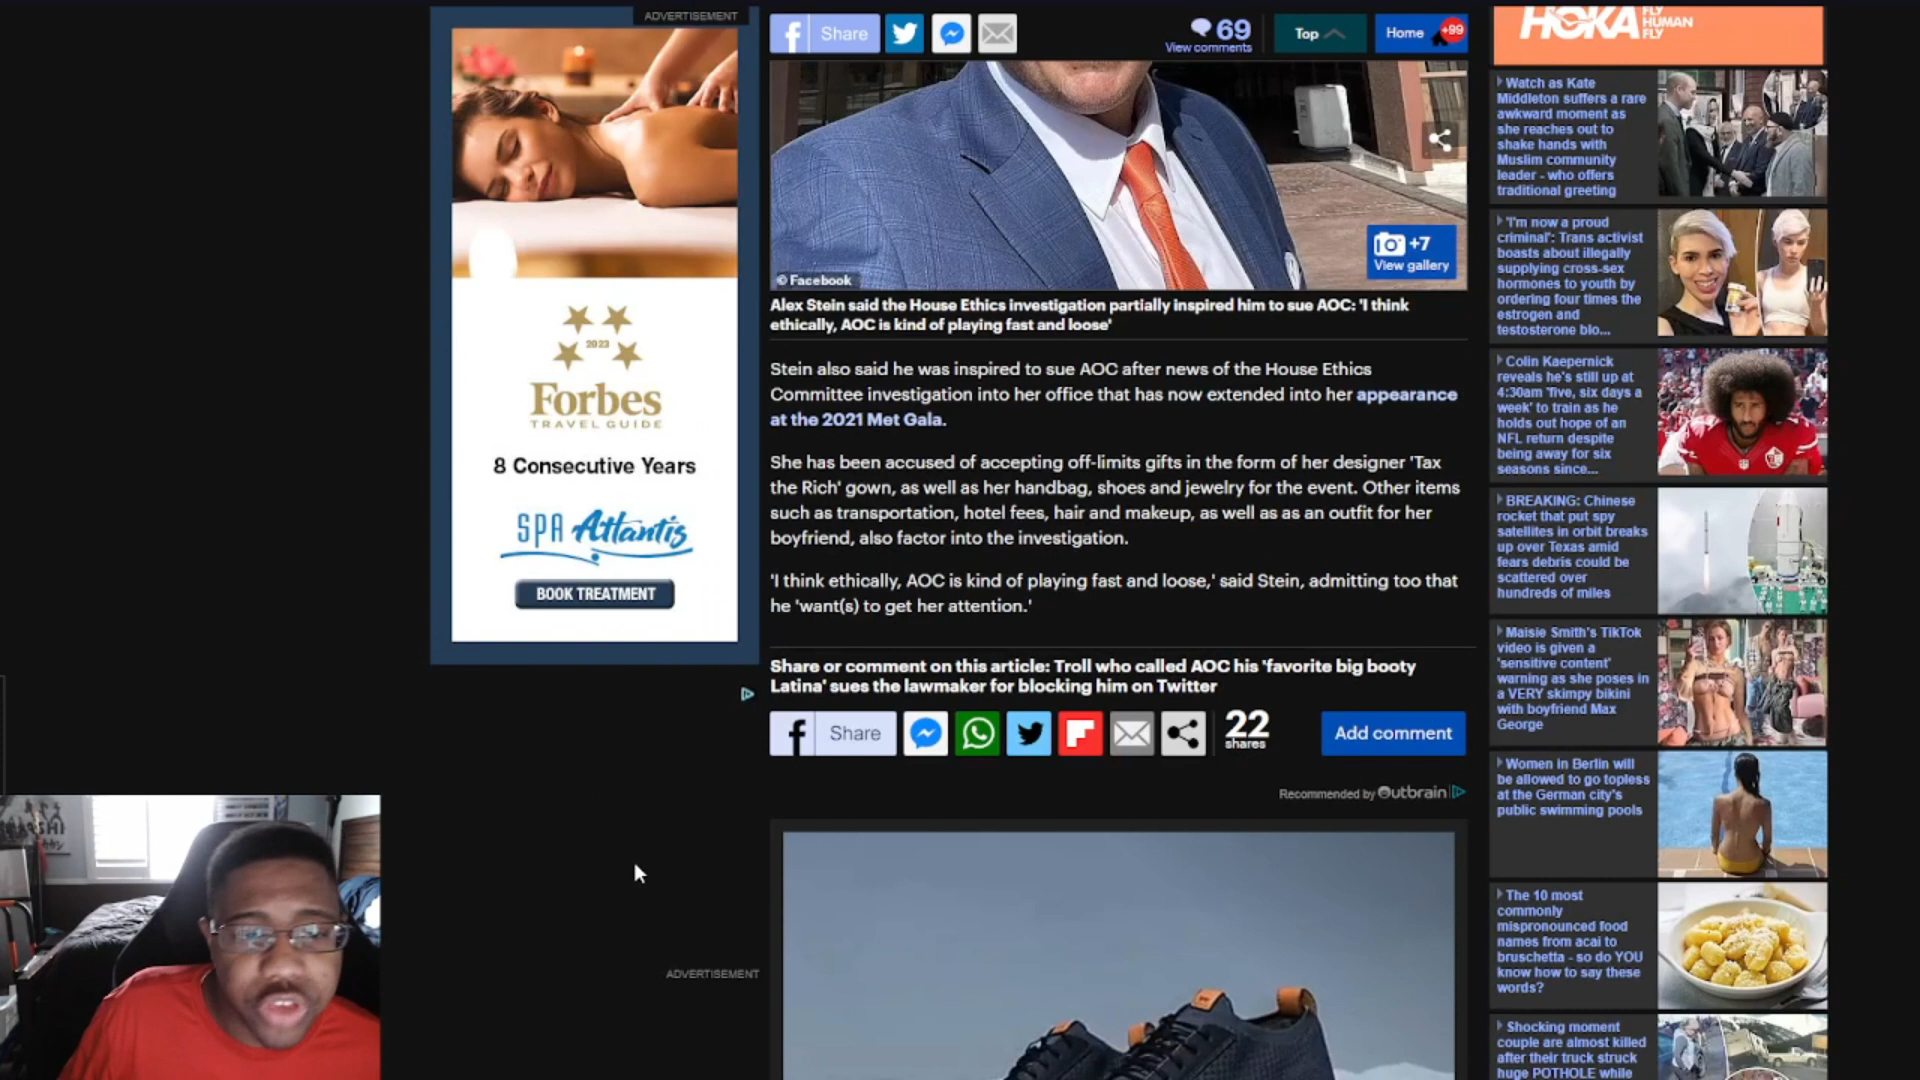 ADVERTISEMENT
2023
Forbes
TRAVEL GUIDE
8 Consecutive Years
SPA Atlantis
BOOK TREATMENT
Share
69
View comments
Top
Home
+99
+7
View gallery
© Facebook
Alex Stein said the House Ethics investigation partially inspired him to sue AOC: 'I think
ethically, AOC is kind of playing fast and loose'
Stein also said he was inspired to sue AOC after news of the House Ethics
Committee investigation into her office that has now extended into her appearance
at the 2021 Met Gala.
She has been accused of accepting off-limits gifts in the form of her designer 'Tax
the Rich' gown, as well as her handbag, shoes and jewelry for the event. Other items
such as transportation, hotel fees, hair and makeup, as well as as an outfit for her
boyfriend, also factor into the investigation.
'I think ethically, AOC is kind of playing fast and loose,' said Stein, admitting too that
he 'want(s) to get her attention.'
Share or comment on this article: Troll who called AOC his 'favorite big booty
Latina' sues the lawmaker for blocking him on Twitter
Share
22
shares
Add comment
Recommended by Outbrain
ADVERTISEMENT
HOKA FLY
HUMAN
FLY
Watch as Kate
Middleton suffers a rare
awkward moment as
she reaches out to
shake hands with
Muslim community
leader - who offers
traditional greeting
'I'm now a proud
criminal': Trans activist
boasts about illegally
supplying cross-sex
hormones to youth by
ordering four times the
estrogen and
testosterone blo...
Colin Kaepernick
reveals he's still up at
4:30am 'five, six days a
week' to train as he
holds out hope of an
NFL return despite
being away for six
seasons since...
BREAKING: Chinese
rocket that put spy
satellites in orbit breaks
up over Texas amid
fears debris could be
scattered over
hundreds of miles
Maisie Smith's TikTok
video is given a
'sensitive content'
warning as she poses in
a VERY skimpy bikini
with boyfriend Max
George
Women in Berlin will
be allowed to go topless
at the German city's
public swimming pools
The 10 most
commonly
mispronounced food
names from acai to
bruschetta - so do YOU
know how to say these
words?
Shocking moment
couple are almost killed
after their truck struck
huge POTHOLE while